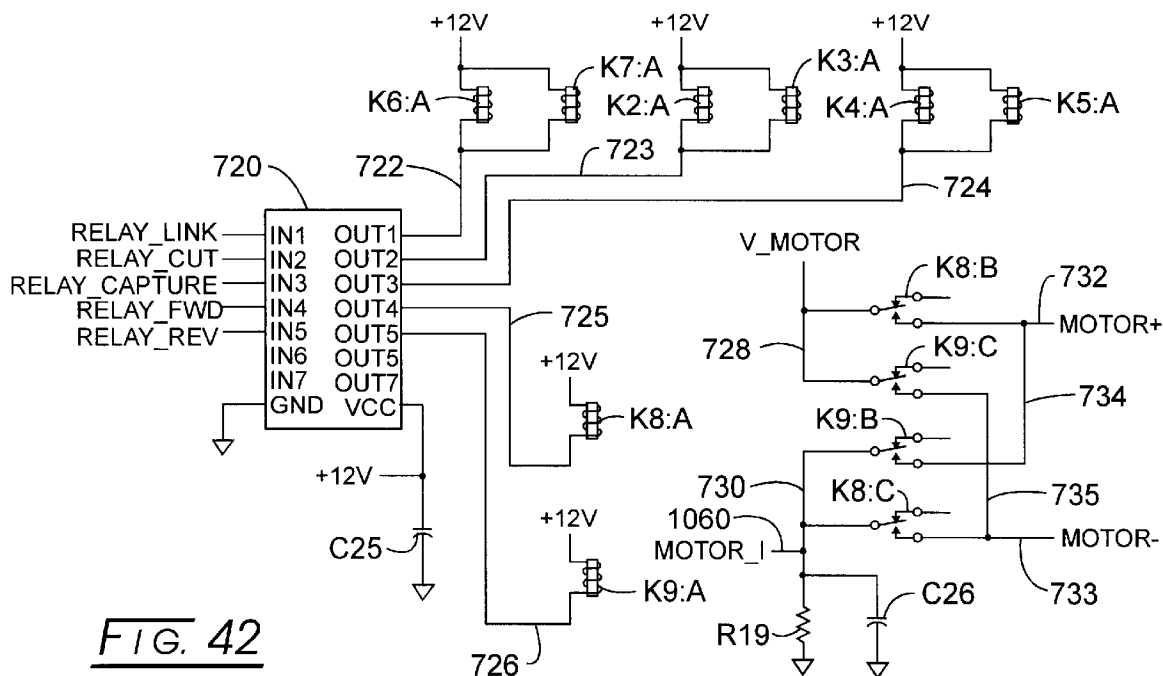 +12V
+12V
+12V
K6:A
K7:A
K2:A
K3:A
K4:A
K5:A
720
722
723
724
RELAY_LINK
RELAY_CUT
RELAY_CAPTURE
RELAY_FWD
RELAY_REV
IN1 OUT1
IN2 OUT2
IN3 OUT3
IN4 OUT4
IN5 OUT5
IN6 OUT5
IN7 OUT7
GND VCC
725
+12V
K8:A
+12V
C25
+12V
K9:A
726
V_MOTOR
K8:B
732
MOTOR+
728
K9:C
734
K9:B
730
K8:C
735
1060
MOTOR_I
MOTOR-
733
R19
C26
FIG. 42